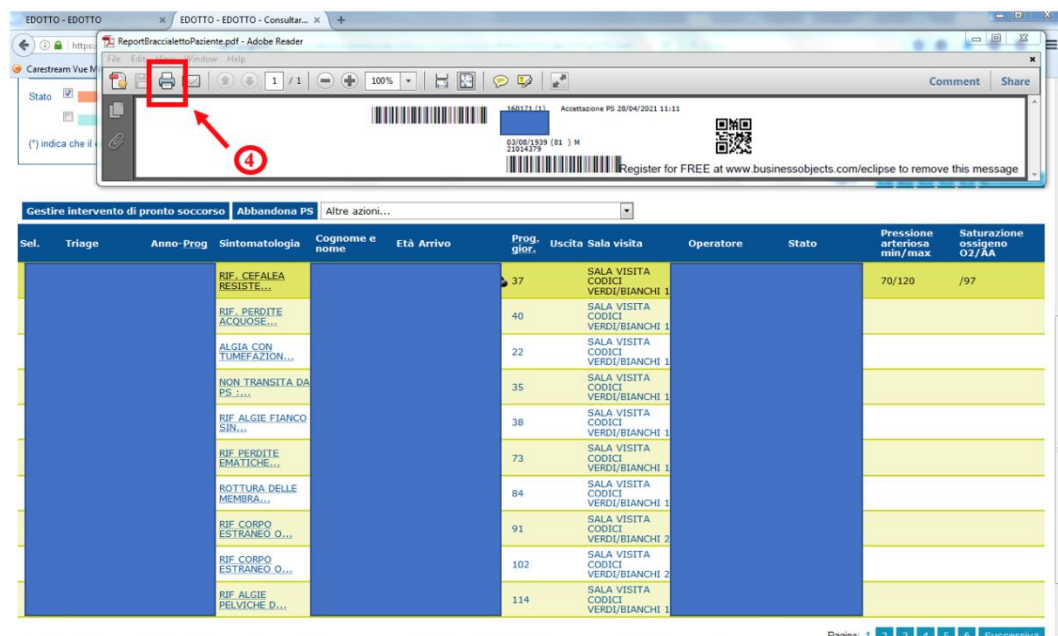 EDOTTO - EDOTTO × EDOTTO - EDOTTO - Consultar... × +
https:
ReportBraccialettoPaziente.pdf - Adobe Reader
File Edit View Window Help
Carestream Vue M
1 / 1 100% Comment Share
Stato
(*) indica che il
4
160171 (1) Accettazione PS 28/04/2021 11:11
03/08/1939 (81 ) M
21014379
Register for FREE at www.businessobjects.com/eclipse to remove this message
Gestire intervento di pronto soccorso Abbandona PS Altre azioni...
Sel. Triage Anno-Prog Sintomatologia Cognome e nome Età Arrivo Prog. gior. Uscita Sala visita Operatore Stato Pressione arteriosa min/max Saturazione ossigeno O2/AA
RIF. CEFALEA RESISTE... 37 SALA VISITA CODICI VERDI/BIANCHI 1 70/120 /97
RIF. PERDITE ACQUOSE... 40 SALA VISITA CODICI VERDI/BIANCHI 1
ALGIA CON TUMEFAZION... 22 SALA VISITA CODICI VERDI/BIANCHI 1
NON TRANSITA DA PS :... 35 SALA VISITA CODICI VERDI/BIANCHI 1
RIF ALGIE FIANCO SIN... 38 SALA VISITA CODICI VERDI/BIANCHI 1
RIF PERDITE EMATICHE... 73 SALA VISITA CODICI VERDI/BIANCHI 1
ROTTURA DELLE MEMBRA... 84 SALA VISITA CODICI VERDI/BIANCHI 1
RIF CORPO ESTRANEO O... 91 SALA VISITA CODICI VERDI/BIANCHI 2
RIF CORPO ESTRANEO O... 102 SALA VISITA CODICI VERDI/BIANCHI 2
RIF ALGIE PELVICHE D... 114 SALA VISITA CODICI VERDI/BIANCHI 1
Pagine: 1 2 3 4 5 6 Successiva